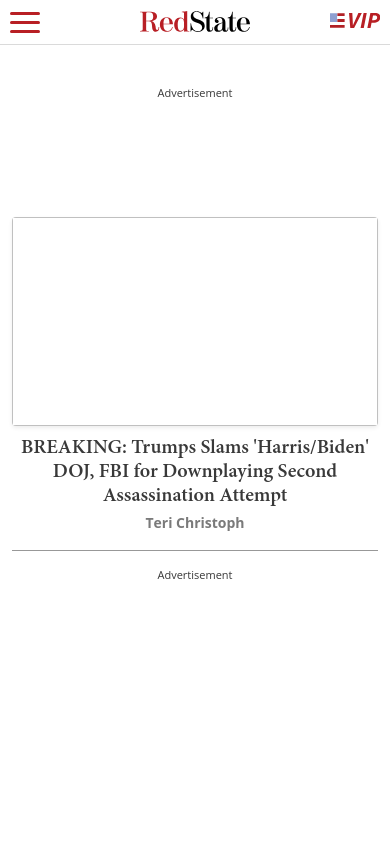 RedState
VIP
Advertisement
BREAKING: Trumps Slams 'Harris/Biden'
DOJ, FBI for Downplaying Second
Assassination Attempt
Teri Christoph
Advertisement